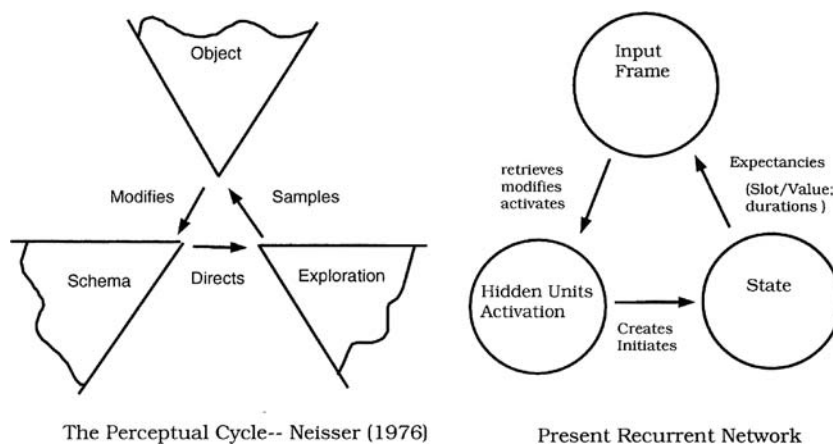 Object
Modifies
Samples
Schema
Directs
Exploration
The Perceptual Cycle-- Neisser (1976)
Input
Frame
retrieves
modifies
activates
Expectancies
(Slot/Value;
durations )
Hidden Units
Activation
Creates
Initiates
State
Present Recurrent Network